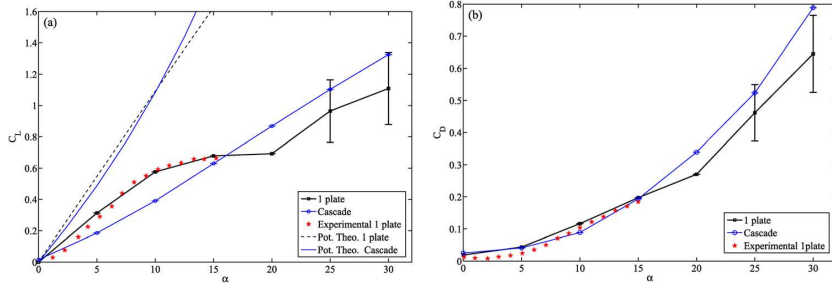 (a)
1.6
1.4
1.2
1
0.8
0.6
0.4
0.2
0
C_L
0 5 10 15 20 25 30
α
1 plate
Cascade
Experimental 1 plate
Pot. Theo. 1 plate
Pot. Theo. Cascade
(b)
0.8
0.7
0.6
0.5
0.4
0.3
0.2
0.1
0
C_D
0 5 10 15 20 25 30
α
1 plate
Cascade
Experimental 1plate